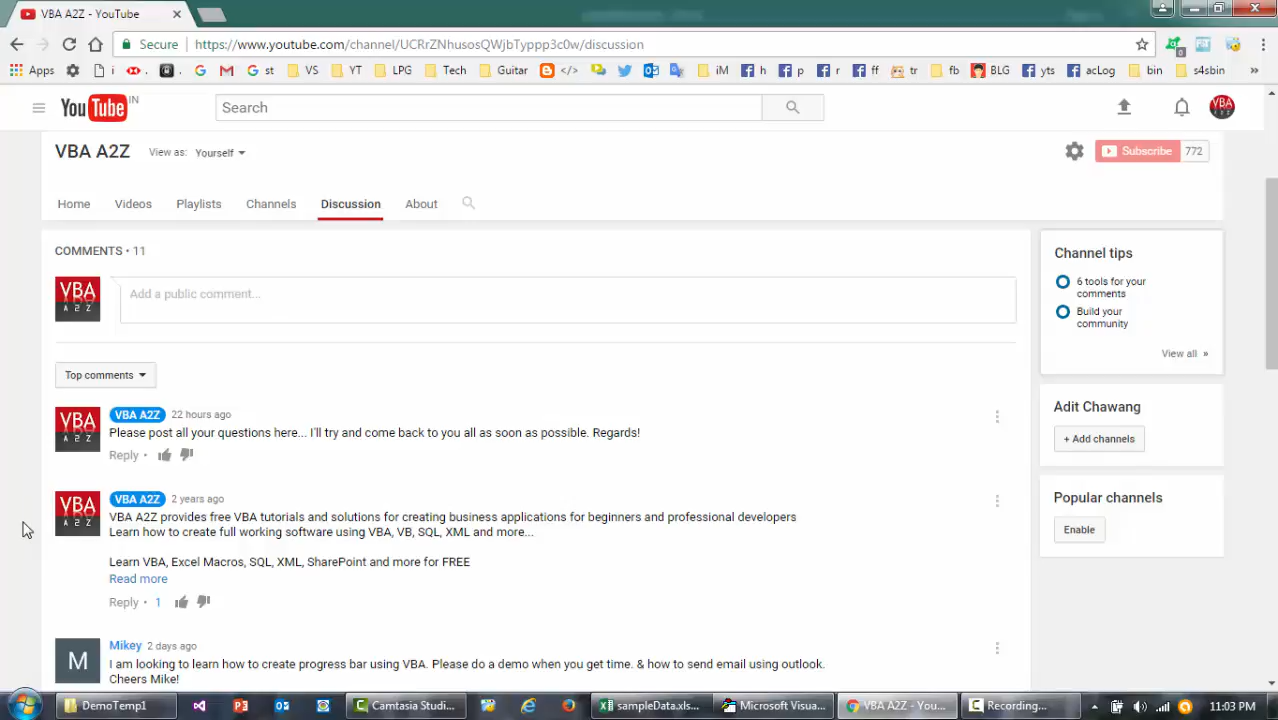 VBA A2Z - YouTube
Secure https://www.youtube.com/channel/UCRrZNhusosQWjbTyppp3c0w/discussion
Apps i st VS YT LPG Tech Guitar </> iM h p r ff tr fb BLG yts acLog bin s4sbin »
YouTube IN Search VBA A2Z
VBA A2Z View as: Yourself Subscribe 772
Home Videos Playlists Channels Discussion About
COMMENTS • 11
VBA A2Z Add a public comment...
Top comments
VBA A2Z 22 hours ago
Please post all your questions here... I'll try and come back to you all as soon as possible. Regards!
Reply •
VBA A2Z 2 years ago
VBA A2Z provides free VBA tutorials and solutions for creating business applications for beginners and professional developers
Learn how to create full working software using VBA, VB, SQL, XML and more...
Learn VBA, Excel Macros, SQL, XML, SharePoint and more for FREE
Read more
Reply • 1
M Mikey 2 days ago
I am looking to learn how to create progress bar using VBA. Please do a demo when you get time. & how to send email using outlook.
Cheers Mike!
Channel tips
6 tools for your
comments
Build your
community
View all »
Adit Chawang
+ Add channels
Popular channels
Enable
DemoTemp1 Camtasia Studi... sampleData.xls... Microsoft Visua... VBA A2Z - You... Recording... 11:03 PM